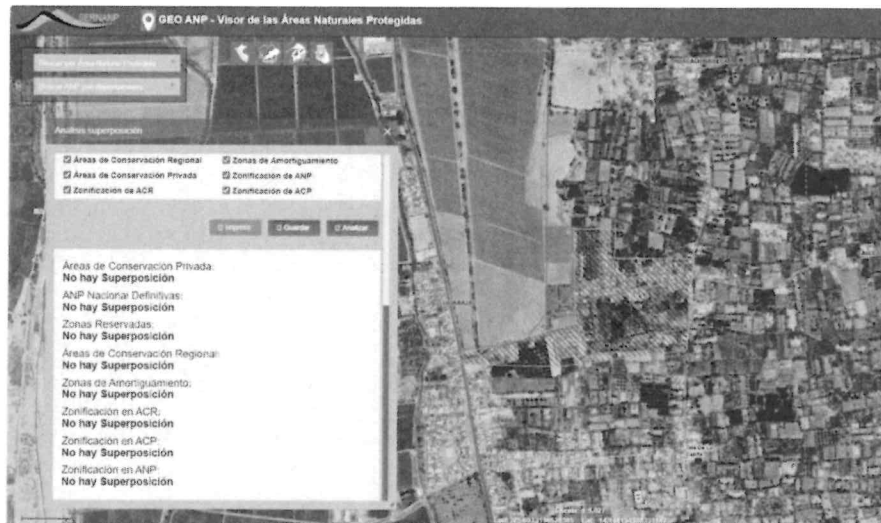 SERNANP
GEO ANP - Visor de las Áreas Naturales Protegidas
Análisis superposición
Áreas de Conservación Regional
Zonas de Amortiguamiento
Áreas de Conservación Privada
Zonificación de ANP
Zonificación de ACR
Zonificación de ACP
Imprimir
Guardar
Analizar
Áreas de Conservación Privada:
No hay Superposición
ANP Nacional Definitivas:
No hay Superposición
Zonas Reservadas:
No hay Superposición
Áreas de Conservación Regional:
No hay Superposición
Zonas de Amortiguamiento:
No hay Superposición
Zonificación en ACR:
No hay Superposición
Zonificación en ACP:
No hay Superposición
Zonificación en ANP:
No hay Superposición